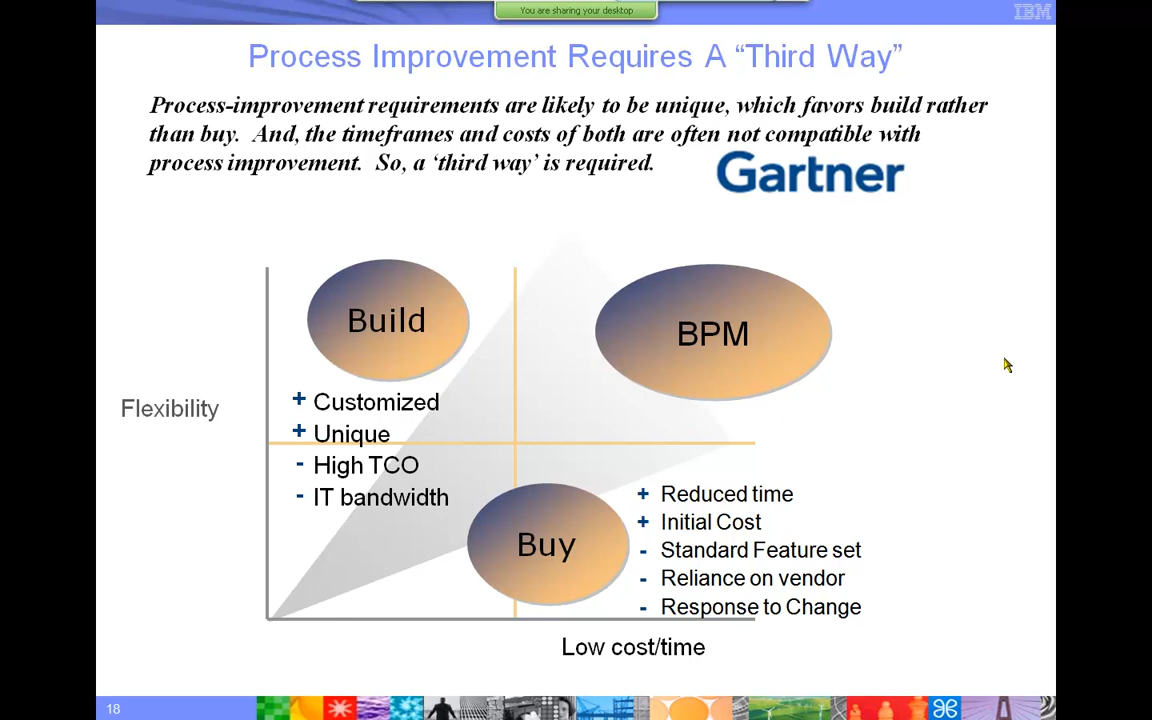 You are sharing your desktop
IBM
Process Improvement Requires A “Third Way”
Process-improvement requirements are likely to be unique, which favors build rather
than buy. And, the timeframes and costs of both are often not compatible with
process improvement. So, a ‘third way’ is required.
Gartner
Build
BPM
Flexibility
+ Customized
+ Unique
- High TCO
- IT bandwidth
Buy
+ Reduced time
+ Initial Cost
- Standard Feature set
- Reliance on vendor
- Response to Change
Low cost/time
18